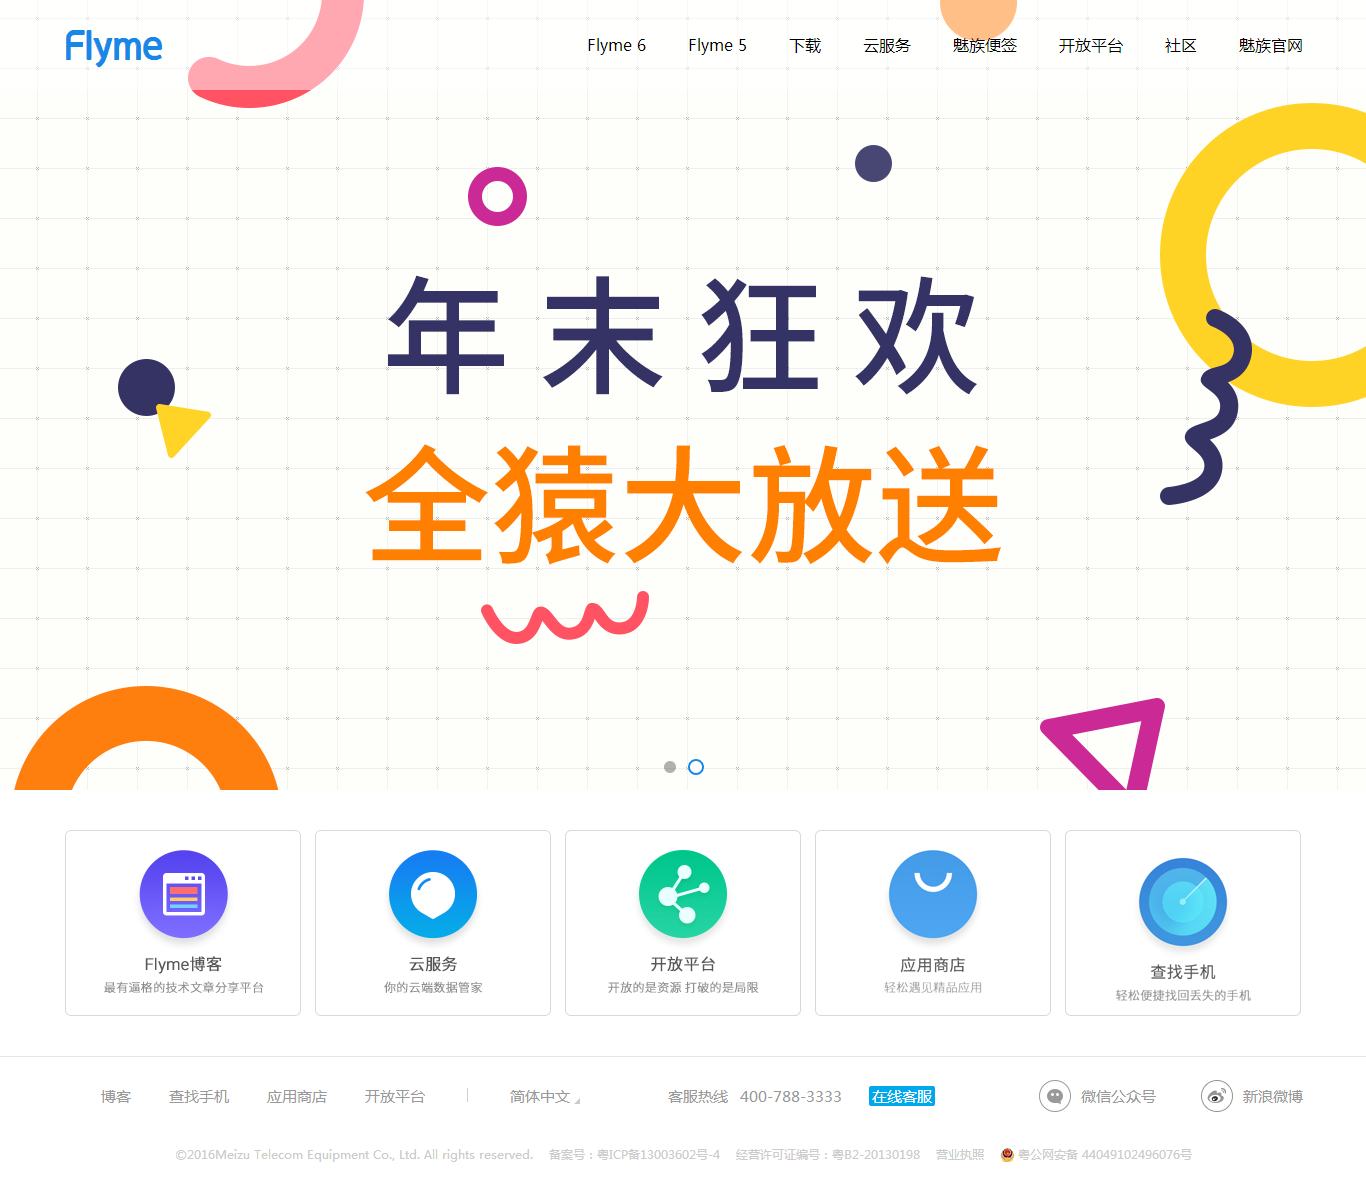 Flyme
Flyme 6 Flyme 5 下载 云服务 魅族便签 开放平台 社区 魅族官网
年末狂欢
全猿大放送
Flyme博客
最有逼格的技术文章分享平台
云服务
你的云端数据管家
开放平台
开放的是资源 打破的是局限
应用商店
轻松遇见精品应用
查找手机
轻松便捷找回丢失的手机
博客 查找手机 应用商店 开放平台 简体中文 客服热线 400-788-3333 在线客服 微信公众号 新浪微博
©2016Meizu Telecom Equipment Co., Ltd. All rights reserved. 备案号：粤ICP备13003602号-4 经营许可证编号：粤B2-20130198 营业执照 粤公网安备 44049102496076号